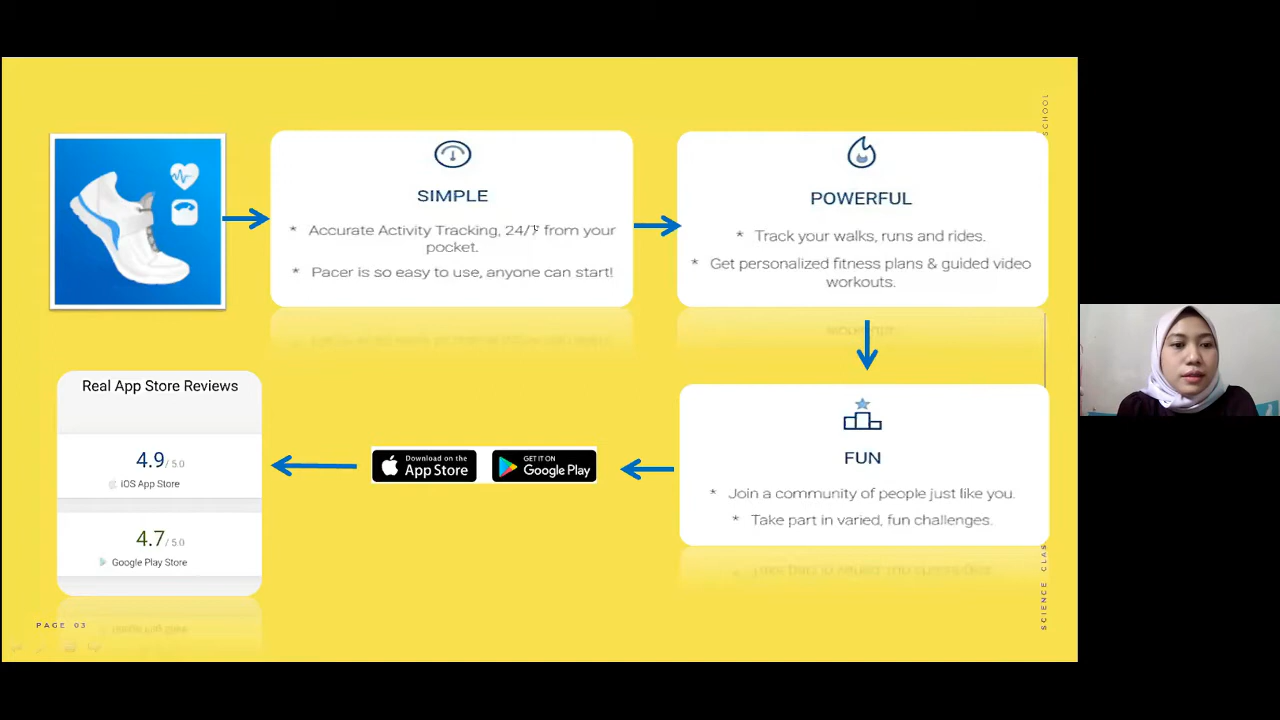 SIMPLE
* Accurate Activity Tracking, 24/7 from your
pocket.
* Pacer is so easy to use, anyone can start!
POWERFUL
* Track your walks, runs and rides.
* Get personalized fitness plans & guided video
workouts.
FUN
* Join a community of people just like you.
* Take part in varied, fun challenges.
Download on the
App Store
GET IT ON
Google Play
Real App Store Reviews
4.9/ 5.0
iOS App Store
4.7/ 5.0
Google Play Store
PAGE 03
SCHOOL
SCIENCE CLAS